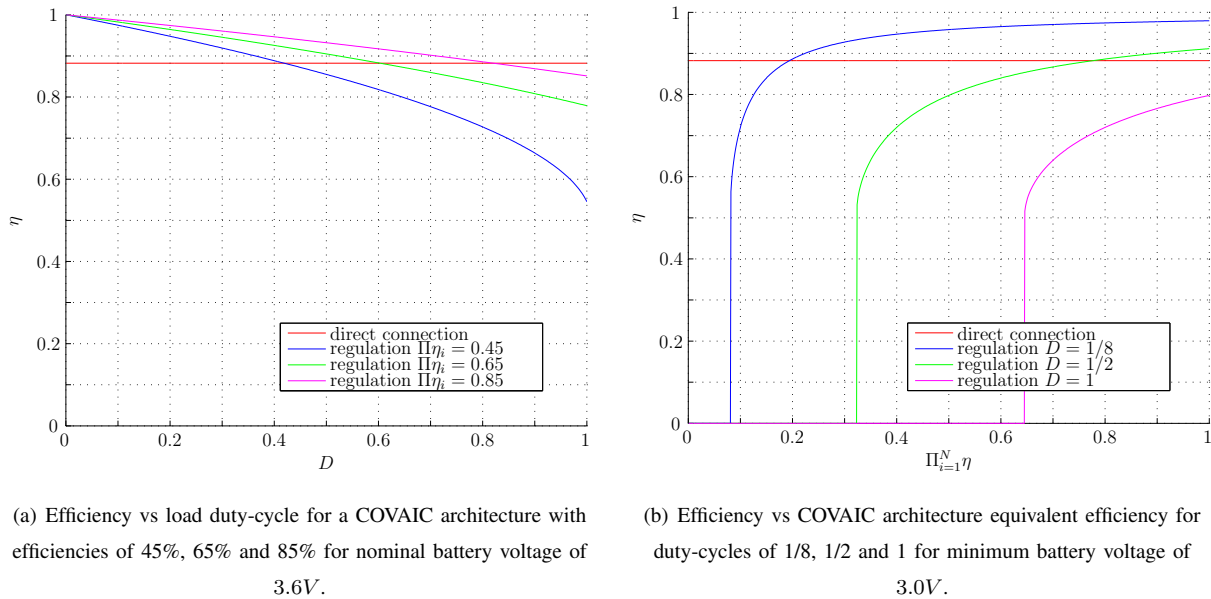 1
0.8
0.6
0.4
0.2
0
η
0 0.2 0.4 0.6 0.8 1
D
direct connection
regulation Πη_i = 0.45
regulation Πη_i = 0.65
regulation Πη_i = 0.85
(a) Efficiency vs load duty-cycle for a COVAIC architecture with
efficiencies of 45%, 65% and 85% for nominal battery voltage of
3.6V.
1
0.8
0.6
0.4
0.2
0
η
0 0.2 0.4 0.6 0.8 1
Π_{i=1}^N η
direct connection
regulation D = 1/8
regulation D = 1/2
regulation D = 1
(b) Efficiency vs COVAIC architecture equivalent efficiency for
duty-cycles of 1/8, 1/2 and 1 for minimum battery voltage of
3.0V.